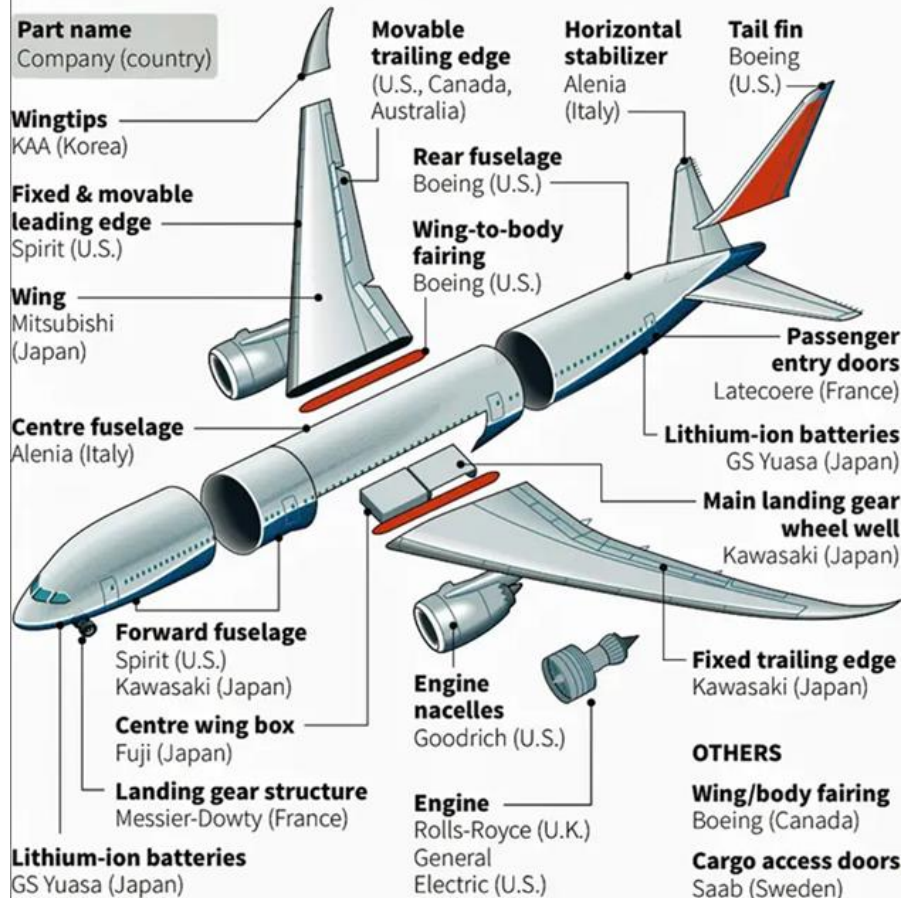 Part name
Company (country)
Wingtips
KAA (Korea)
Fixed & movable
leading edge
Spirit (U.S.)
Wing
Mitsubishi
(Japan)
Centre fuselage
Alenia (Italy)
Movable
trailing edge
(U.S., Canada,
Australia)
Rear fuselage
Boeing (U.S.)
Wing-to-body
fairing
Boeing (U.S.)
Horizontal
stabilizer
Alenia
(Italy)
Tail fin
Boeing
(U.S.)
Passenger
entry doors
Latecoere (France)
Lithium-ion batteries
GS Yuasa (Japan)
Main landing gear
wheel well
Kawasaki (Japan)
Forward fuselage
Spirit (U.S.)
Kawasaki (Japan)
Centre wing box
Fuji (Japan)
Landing gear structure
Messier-Dowty (France)
Lithium-ion batteries
GS Yuasa (Japan)
Engine
nacelles
Goodrich (U.S.)
Engine
Rolls-Royce (U.K.)
General
Electric (U.S.)
Fixed trailing edge
Kawasaki (Japan)
OTHERS
Wing/body fairing
Boeing (Canada)
Cargo access doors
Saab (Sweden)